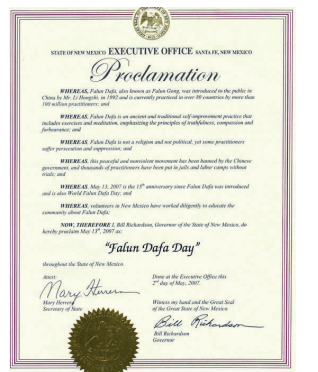 STATE OF NEW MEXICO EXECUTIVE OFFICE SANTA FE, NEW MEXICO
Proclamation
WHEREAS, Falun Dafa, also known as Falun Gong, was introduced to the public in
China by Mr. Li Hongzhi, in 1992 and is currently practiced in over 80 countries by more than
100 million practitioners; and
WHEREAS, Falun Dafa is an ancient and traditional self-improvement practice that
includes exercises and meditation, emphasizing the principles of truthfulness, compassion and
forbearance; and
WHEREAS, Falun Dafa is not a religion and not political, yet some practitioners
suffer persecution and suppression; and
WHEREAS, this peaceful and nonviolent movement has been banned by the Chinese
government, and thousands of practitioners have been put in jails and labor camps without
trials; and
WHEREAS, May 13, 2007 is the 15th anniversary since Falun Dafa was introduced
and is also World Falun Dafa Day; and
WHEREAS, volunteers in New Mexico have worked diligently to educate the
community about Falun Dafa;
NOW, THEREFORE I, Bill Richardson, Governor of the State of New Mexico, do
hereby proclaim May 13th, 2007 as:
"Falun Dafa Day"
throughout the State of New Mexico.
Attest:
Mary Herrera
Mary Herrera
Secretary of State
Done at the Executive Office this
2nd day of May, 2007.
Witness my hand and the Great Seal
of the Great State of New Mexico
Bill Richardson
Bill Richardson
Governor